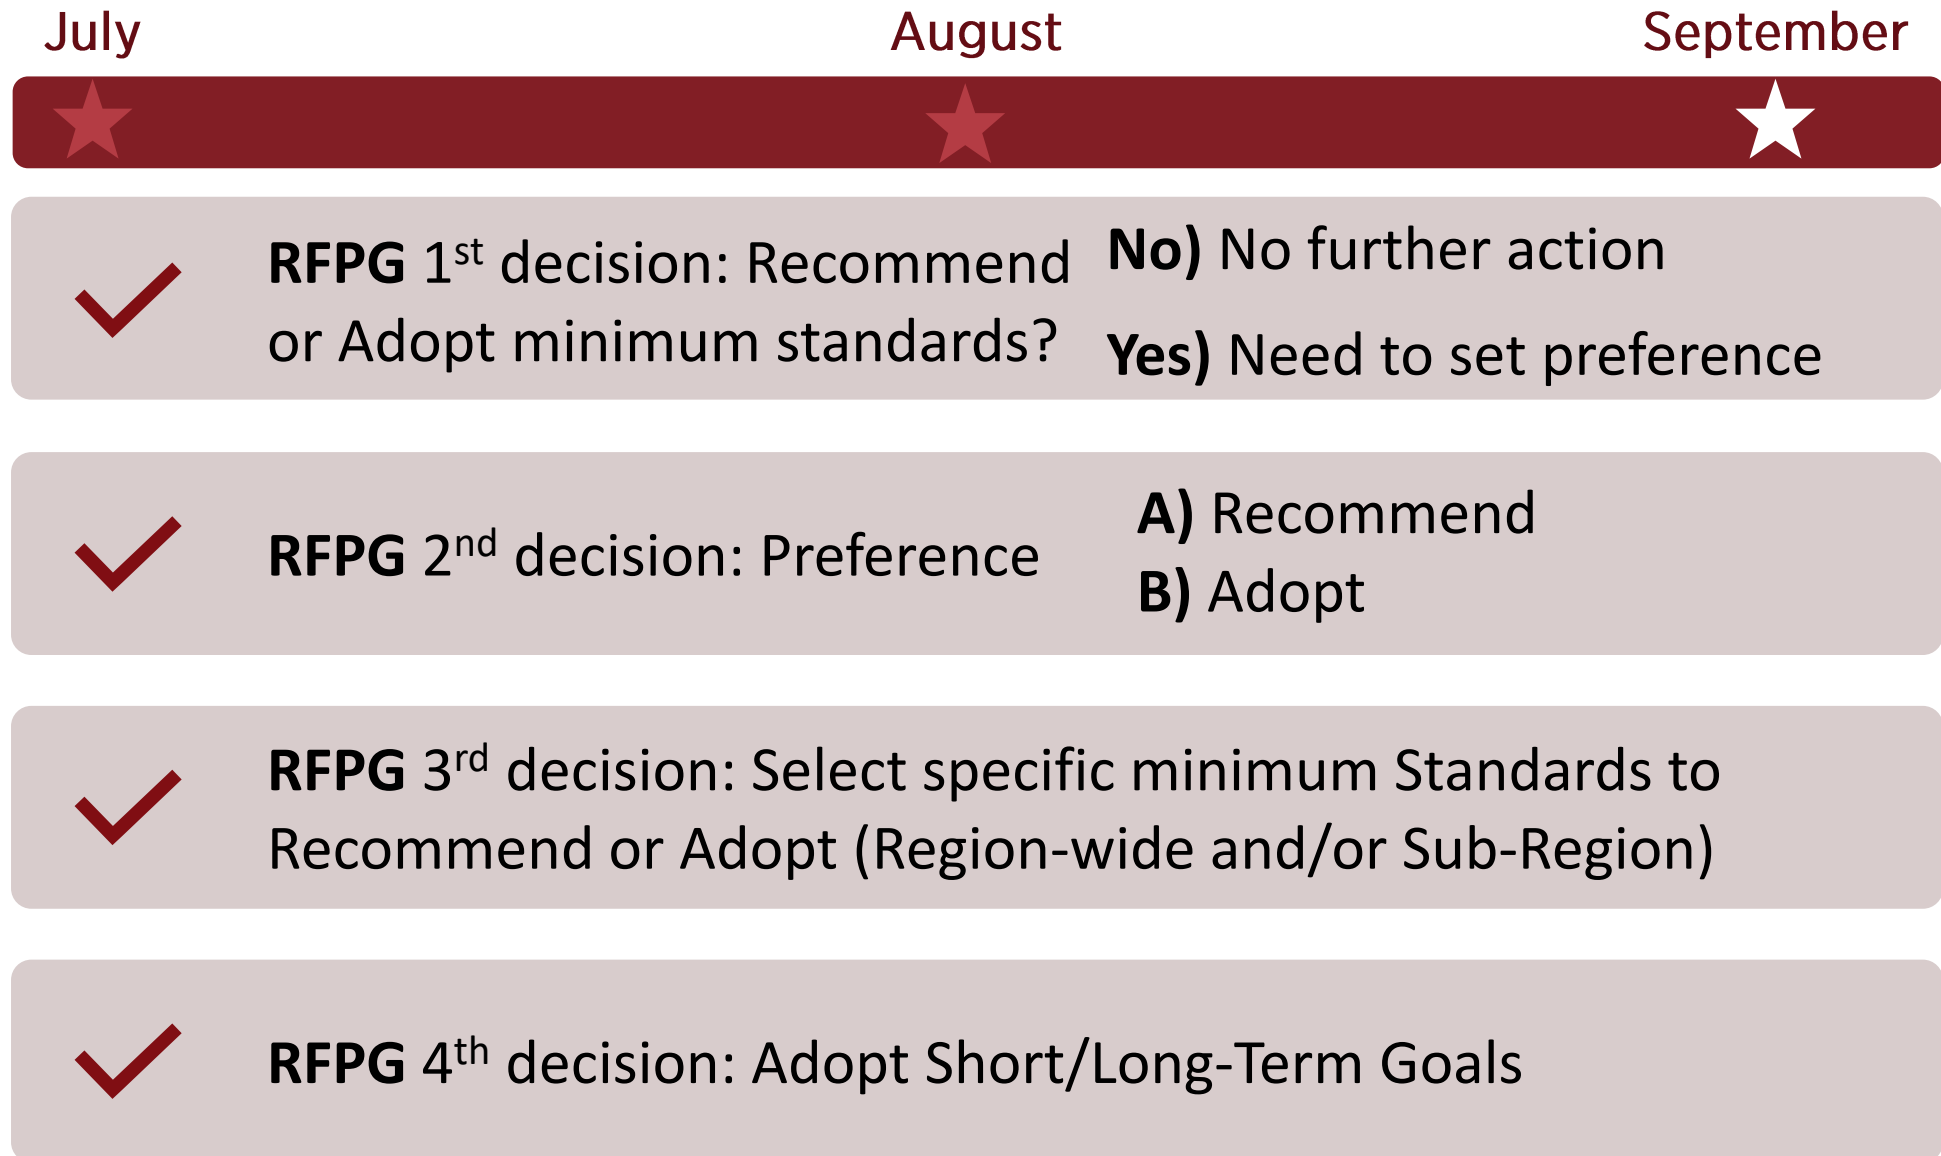 July
August
September
RFPG 1st decision: Recommend
or Adopt minimum standards?
No) No further action
Yes) Need to set preference
RFPG 2nd decision: Preference
A) Recommend
B) Adopt
RFPG 3rd decision: Select specific minimum Standards to
Recommend or Adopt (Region-wide and/or Sub-Region)
RFPG 4th decision: Adopt Short/Long-Term Goals